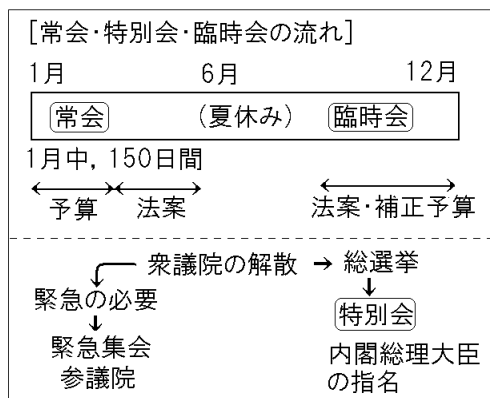 [常会・特別会・臨時会の流れ]
1月 6月 12月
常会 (夏休み) 臨時会
1月中, 150日間
予算 法案 法案・補正予算
衆議院の解散 → 総選挙
緊急の必要
特別会
緊急集会
参議院
内閣総理大臣
の指名